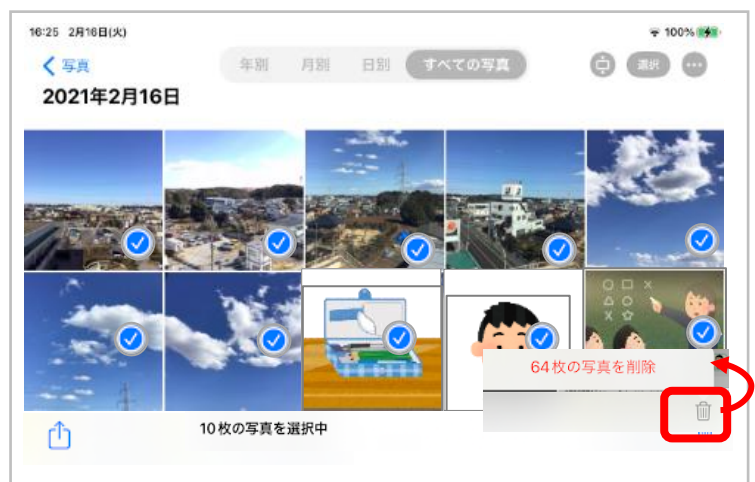 16:25 2月16日(火)
100%
写真
年別 月別 日別 すべての写真
選択
2021年2月16日
64枚の写真を削除
10枚の写真を選択中